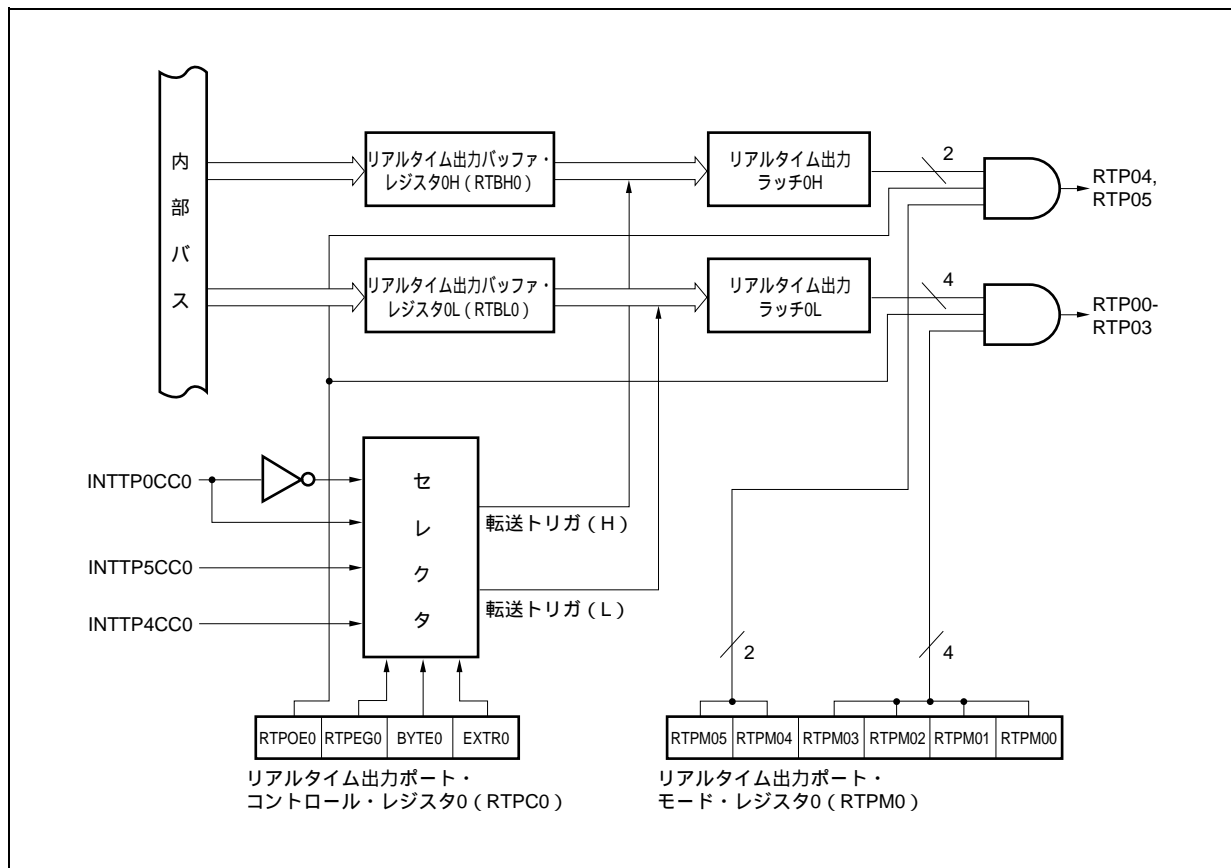 内部バス
リアルタイム出力バッファ・
レジスタ0H（RTBH0）
リアルタイム出力
ラッチ0H
2
RTP04,
RTP05
リアルタイム出力バッファ・
レジスタ0L（RTBL0）
リアルタイム出力
ラッチ0L
4
RTP00-
RTP03
INTTP0CC0
INTTP5CC0
INTTP4CC0
セレクタ
転送トリガ（H）
転送トリガ（L）
2
4
RTPOE0 RTPEG0 BYTE0 EXTR0
リアルタイム出力ポート・
コントロール・レジスタ0（RTPC0）
RTPM05 RTPM04 RTPM03 RTPM02 RTPM01 RTPM00
リアルタイム出力ポート・
モード・レジスタ0（RTPM0）